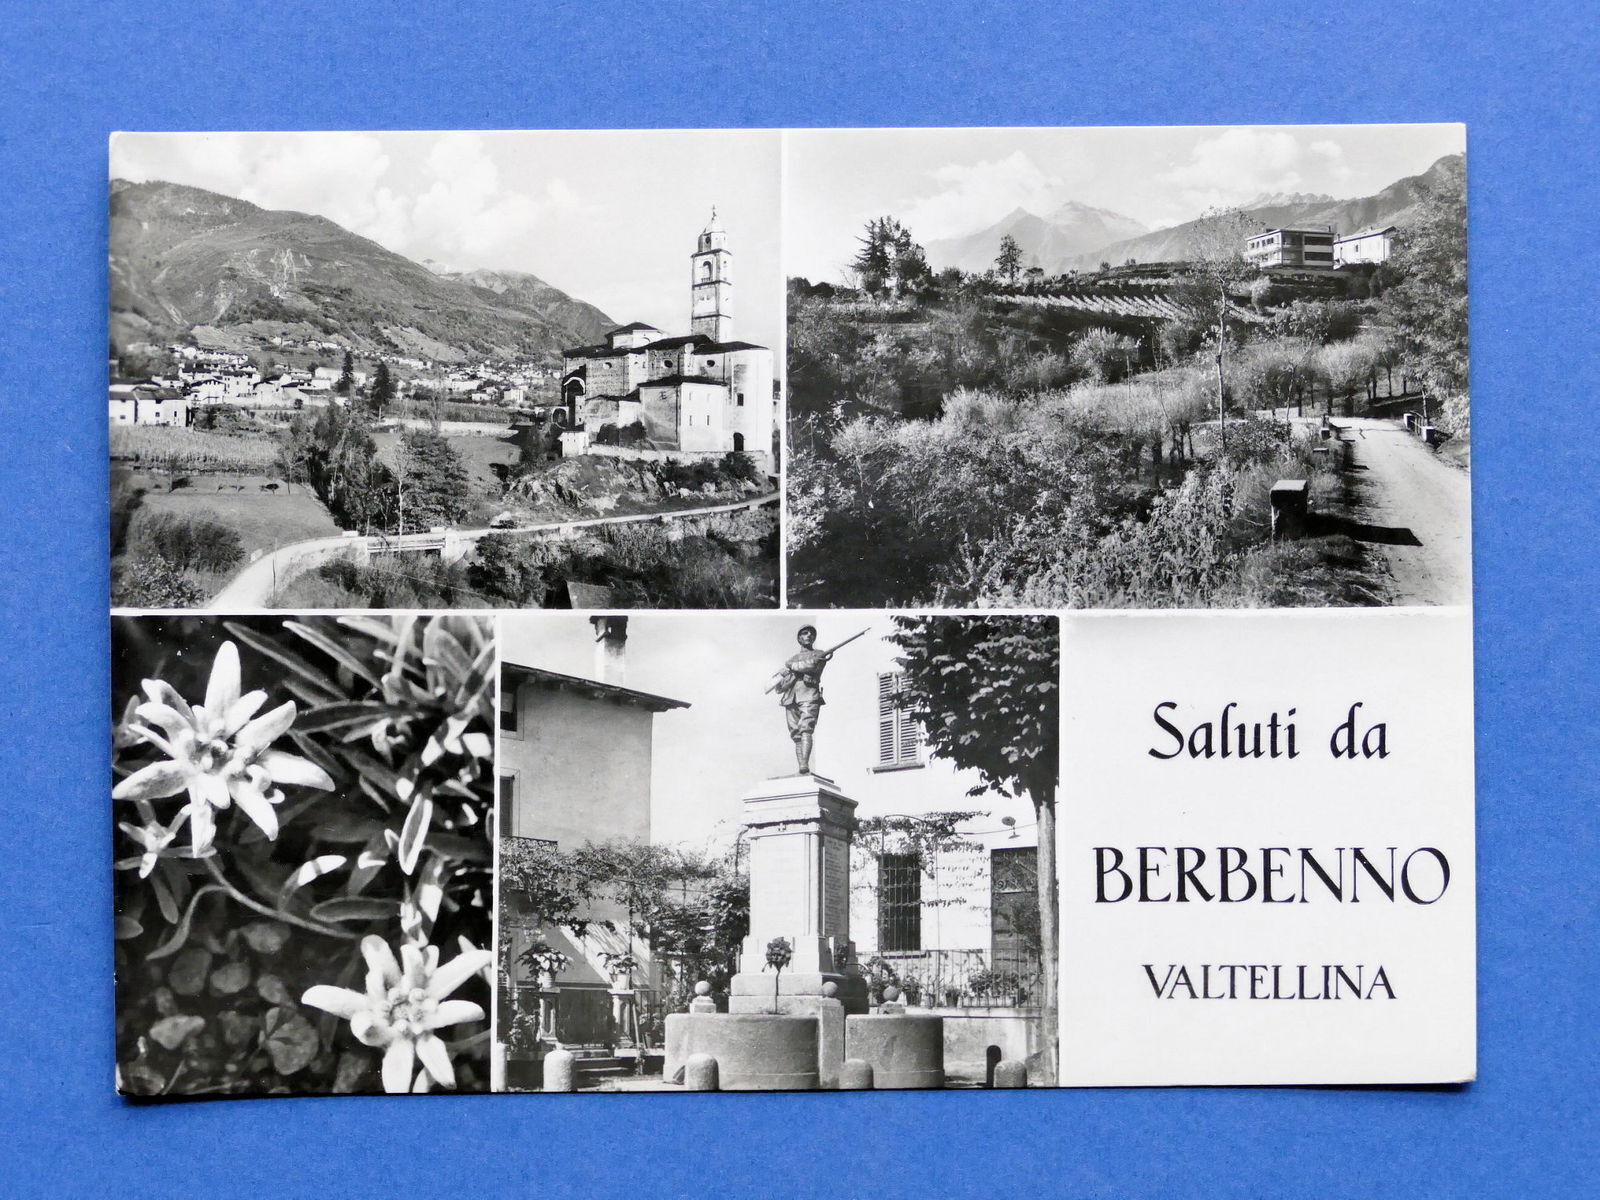 Saluti da
BERBENNO
VALTELLINA